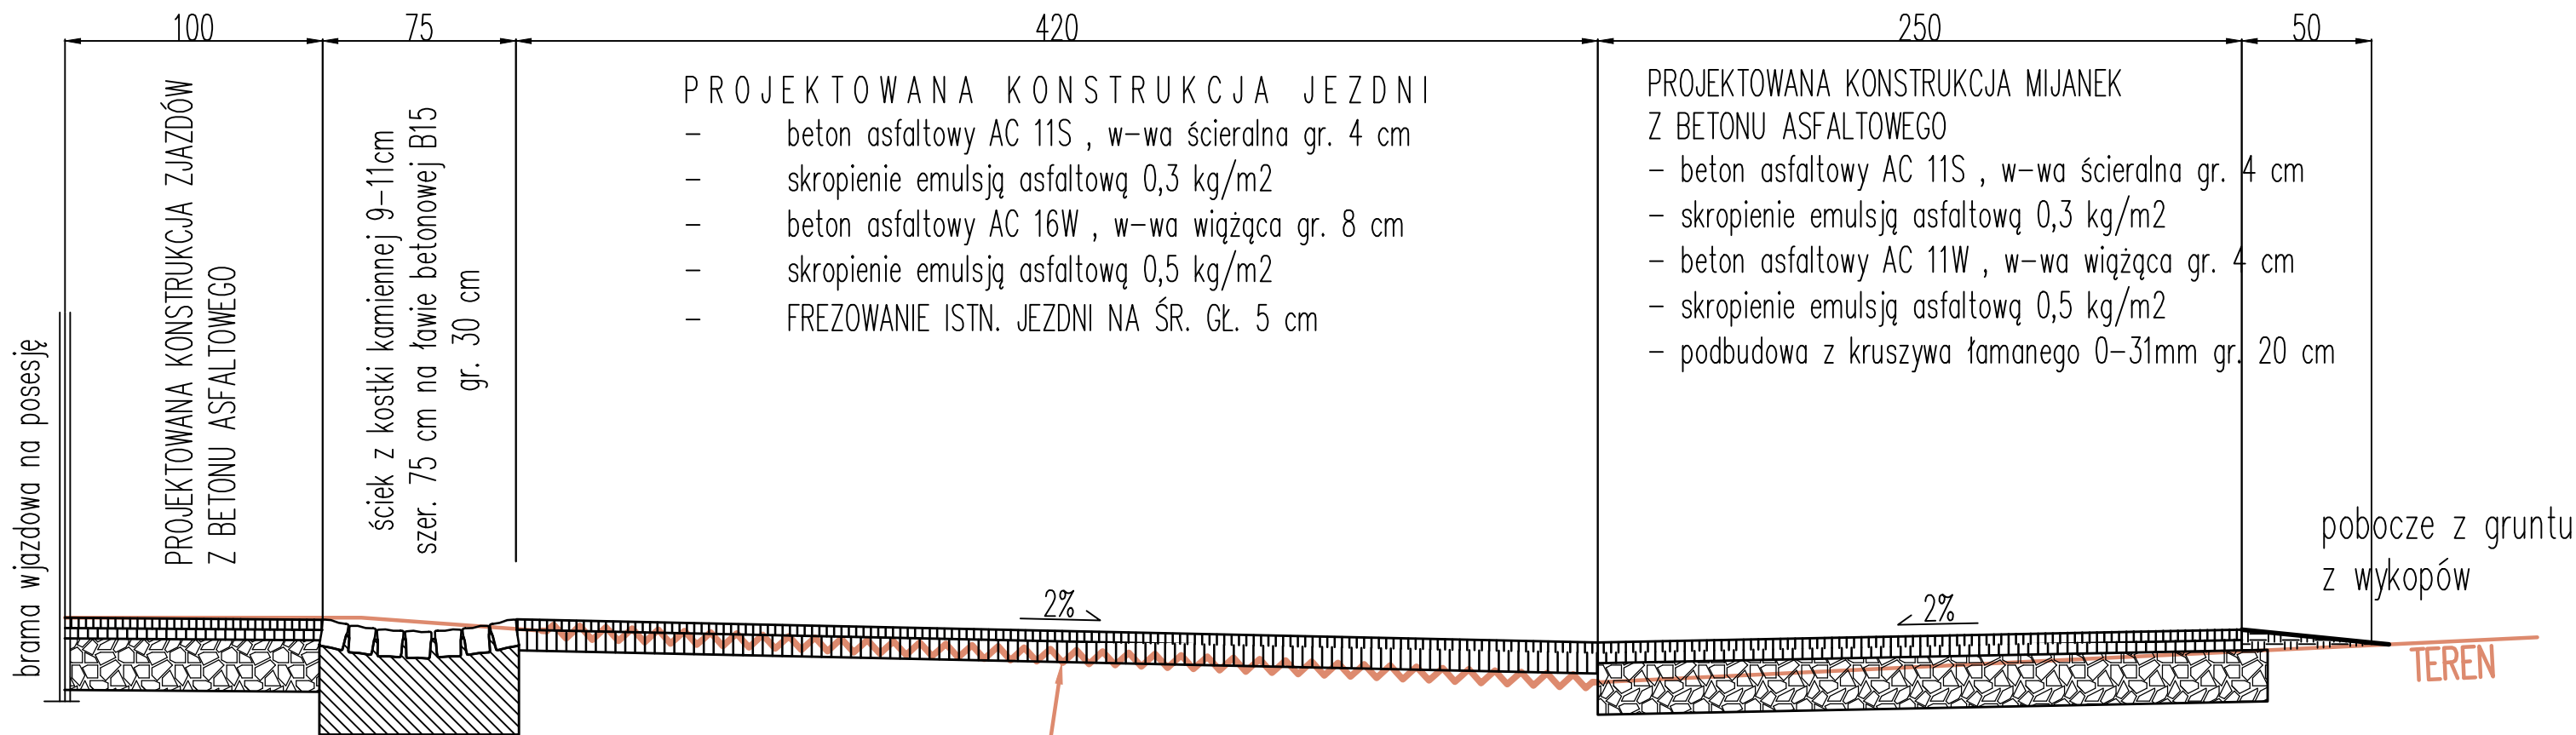 100
75
420
250
50
brama wjazdowa na posesję
PROJEKTOWANA KONSTRUKCJA ZJAZDÓW
Z BETONU ASFALTOWEGO
ściek z kostki kamiennej 9-11cm
szer. 75 cm na ławie betonowej B15
gr. 30 cm
PROJEKTOWANA KONSTRUKCJA JEZDNI
- beton asfaltowy AC 11S , w-wa ścieralna gr. 4 cm
- skropienie emulsją asfaltową 0,3 kg/m2
- beton asfaltowy AC 16W , w-wa wiążąca gr. 8 cm
- skropienie emulsją asfaltową 0,5 kg/m2
- FREZOWANIE ISTN. JEZDNI NA ŚR. GŁ. 5 cm
PROJEKTOWANA KONSTRUKCJA MIJANEK
Z BETONU ASFALTOWEGO
- beton asfaltowy AC 11S , w-wa ścieralna gr. 4 cm
- skropienie emulsją asfaltową 0,3 kg/m2
- beton asfaltowy AC 11W , w-wa wiążąca gr. 4 cm
- skropienie emulsją asfaltową 0,5 kg/m2
- podbudowa z kruszywa łamanego 0-31mm gr. 20 cm
pobocze z gruntu
z wykopów
2%
2%
TEREN